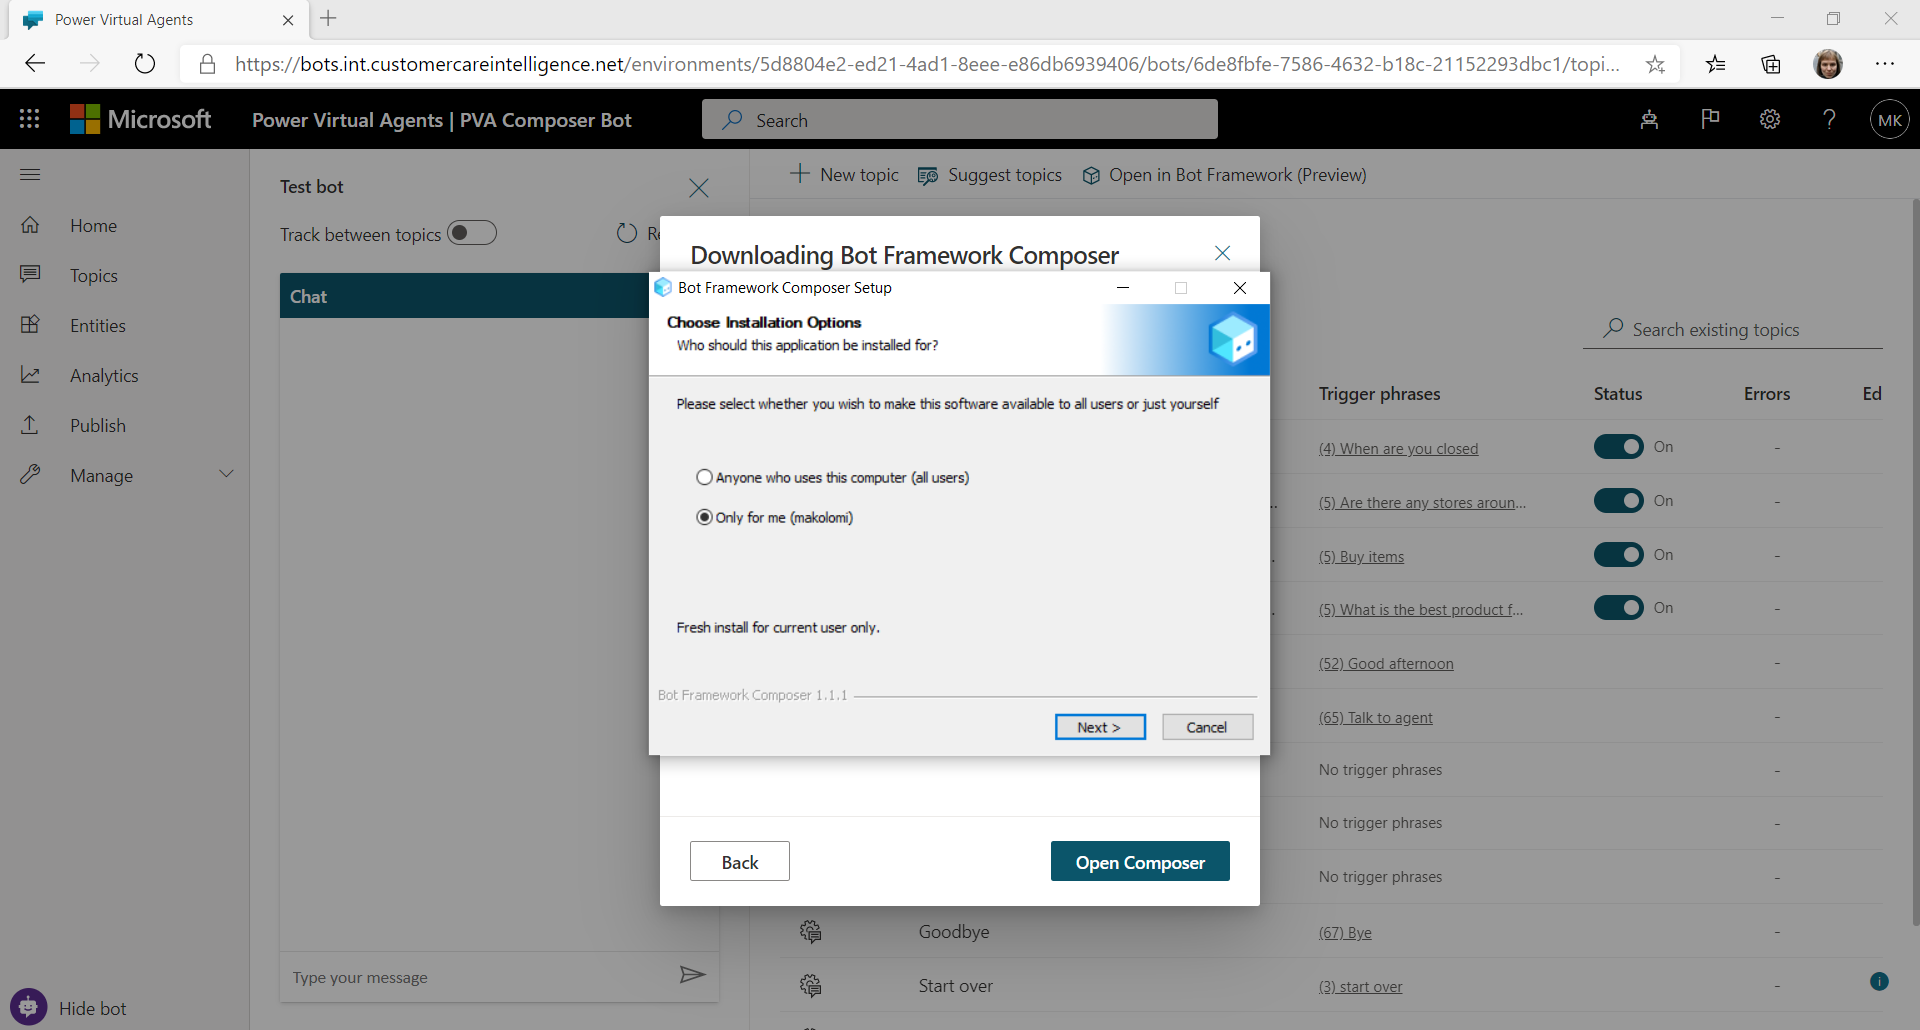 Power Virtual Agents
https://bots.int.customercareintelligence.net/environments/5d8804e2-ed21-4ad1-8eee-e86db6939406/bots/6de8fbfe-7586-4632-b18c-21152293dbc1/topi...
Microsoft
Power Virtual Agents | PVA Composer Bot
Search
MK
Home
Topics
Entities
Analytics
Publish
Manage
Hide bot
Test bot
Track between topics
Chat
Type your message
New topic
Suggest topics
Open in Bot Framework (Preview)
Search existing topics
Trigger phrases Status Errors Ed
(4) When are you closed On -
(5) Are there any stores aroun... On -
(5) Buy items On -
(5) What is the best product f... On -
(52) Good afternoon -
(65) Talk to agent -
No trigger phrases -
No trigger phrases -
No trigger phrases -
Goodbye (67) Bye -
Start over (3) start over -
Downloading Bot Framework Composer
Bot Framework Composer Setup
Choose Installation Options
Who should this application be installed for?
Please select whether you wish to make this software available to all users or just yourself
Anyone who uses this computer (all users)
Only for me (makolomi)
Fresh install for current user only.
Bot Framework Composer 1.1.1
Next >
Cancel
Back
Open Composer